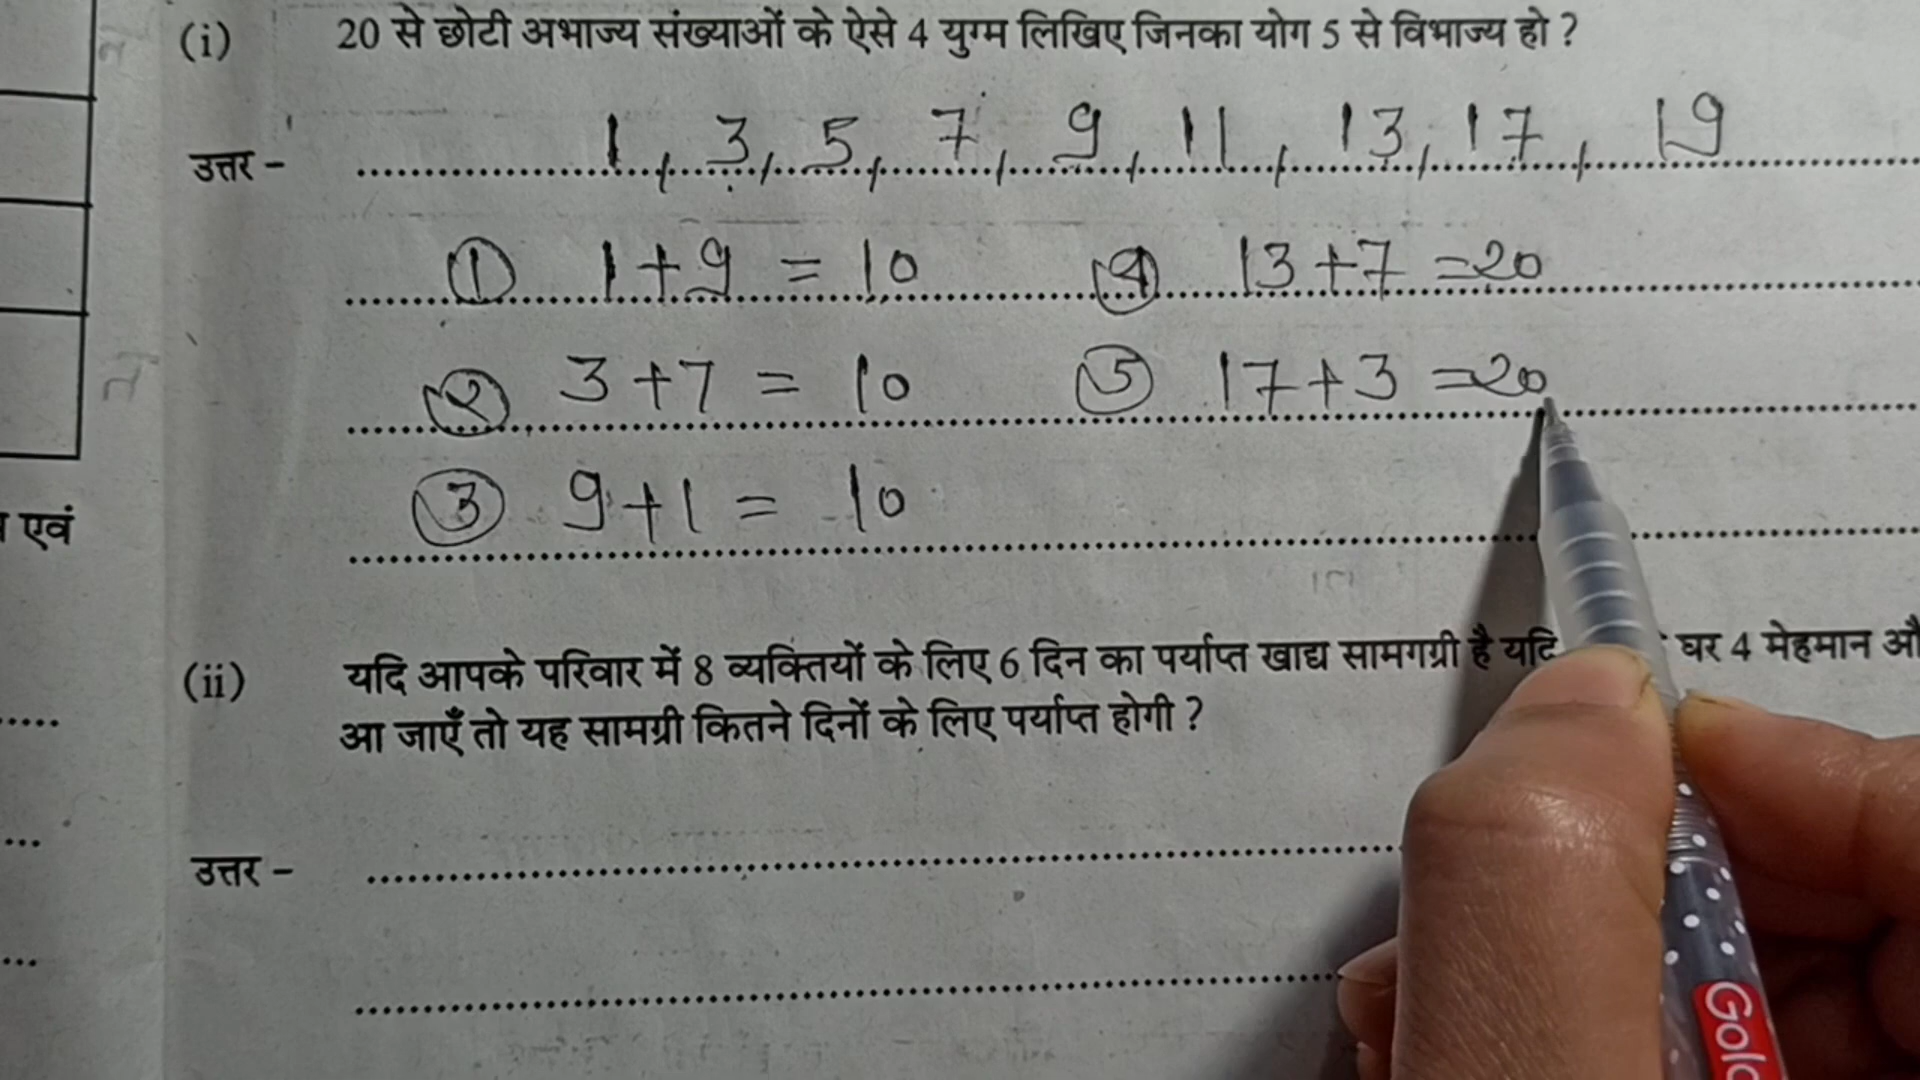 (i) 20 से छोटी अभाज्य संख्याओं के ऐसे 4 युग्म लिखिए जिनका योग 5 से विभाज्य हो ?
उत्तर - 1, 3, 5, 7, 9, 11, 13, 17, 19
① 1+9 = 10 ④ 13+7 =20
② 3+7 = 10 ⑤ 17+3 =20
③ 9+1 = 10
एवं
(ii) यदि आपके परिवार में 8 व्यक्तियों के लिए 6 दिन का पर्याप्त खाद्य सामगग्री है यदि घर 4 मेहमान
आ जाएँ तो यह सामग्री कितने दिनों के लिए पर्याप्त होगी ?
उत्तर -